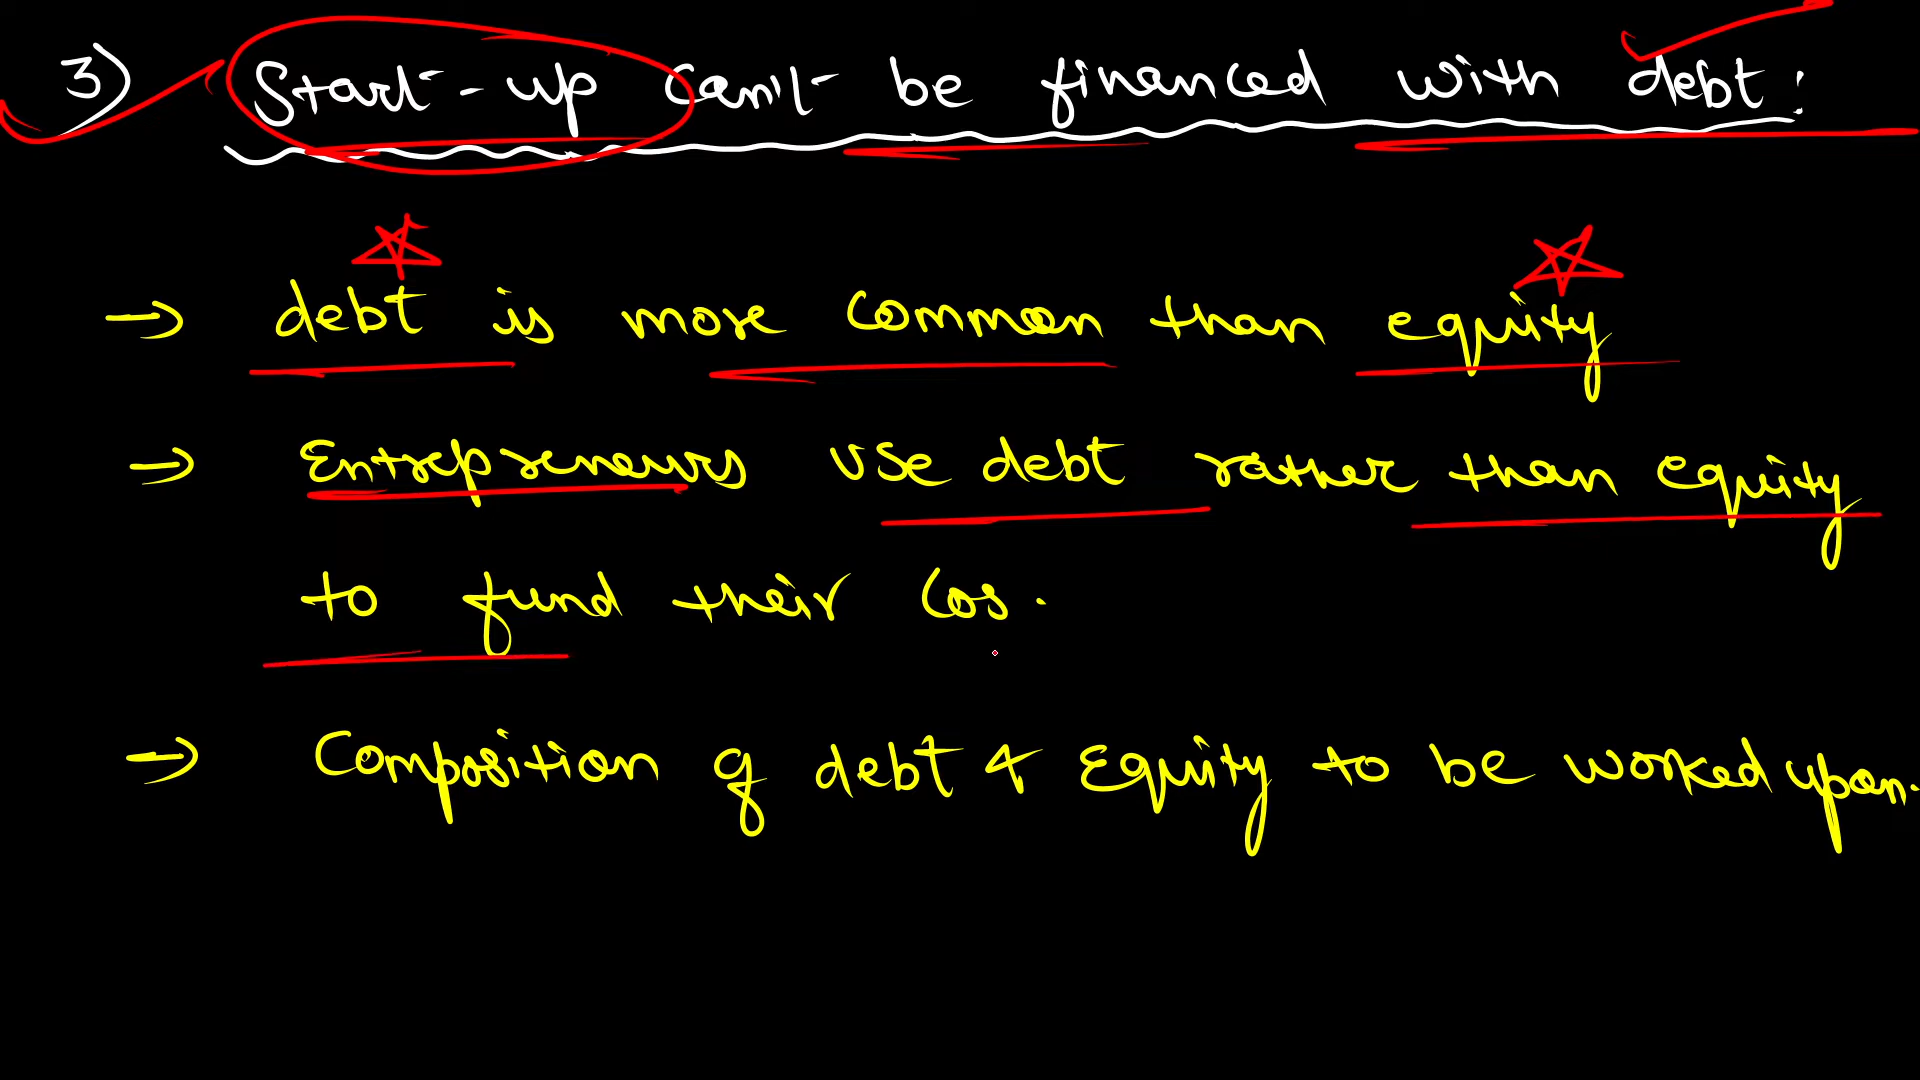 3) Start-up can't be financed with debt:
→ debt is more common than equity
→ Entrepreneurs use debt rather than equity
to fund their Cos.
→ Composition of debt & Equity to be worked upon.